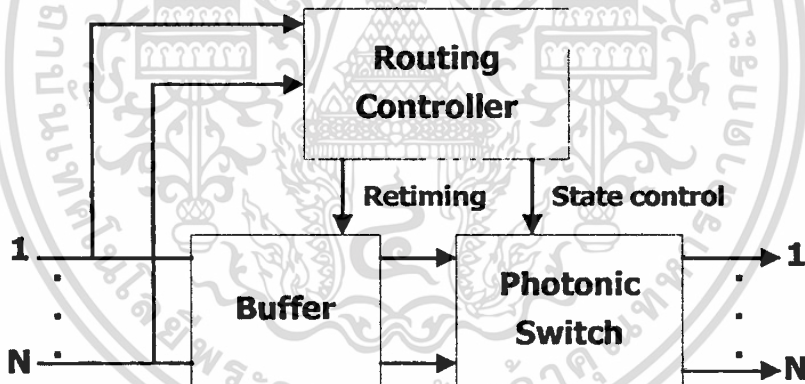 Routing
Controller
Retiming
State control
1
Buffer
Photonic
Switch
1
N
N